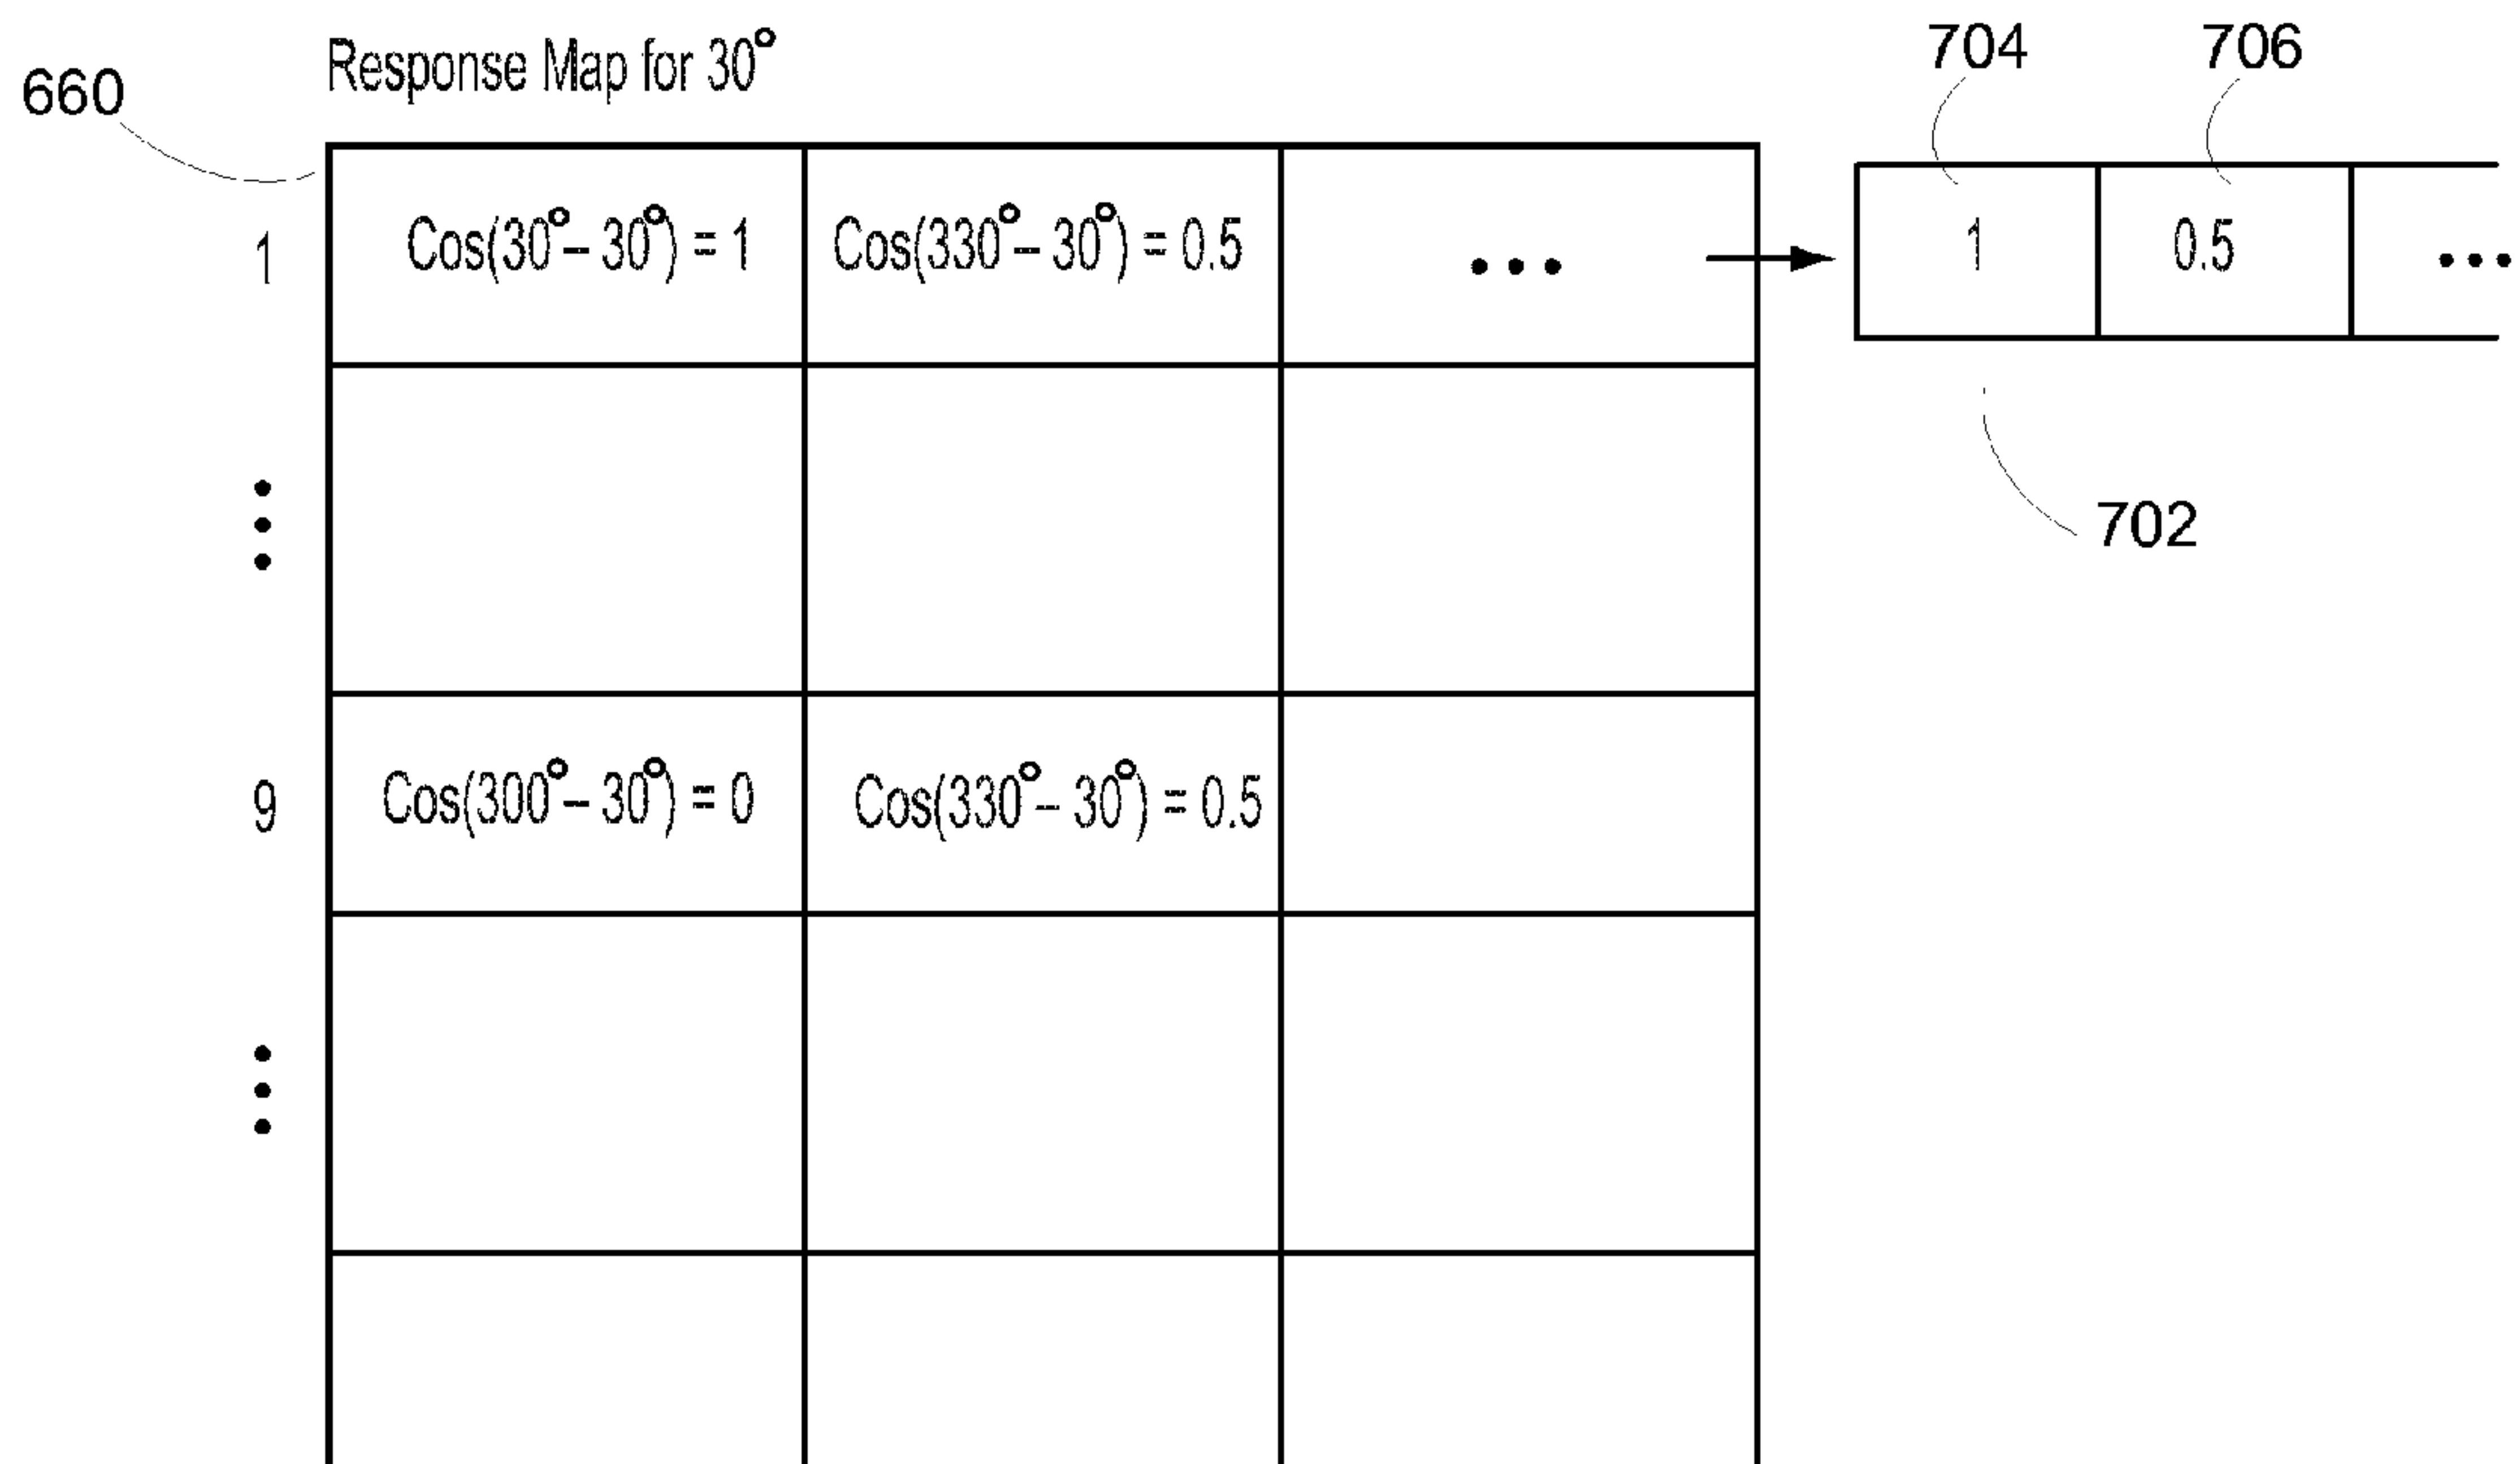 660
Response Map for 30°
704
706
1
Cos(30°– 30°) = 1
Cos(330°– 30°) = 0.5
•••
1
0.5
•••
702
9
Cos(300°– 30°) = 0
Cos(330°– 30°) = 0.5